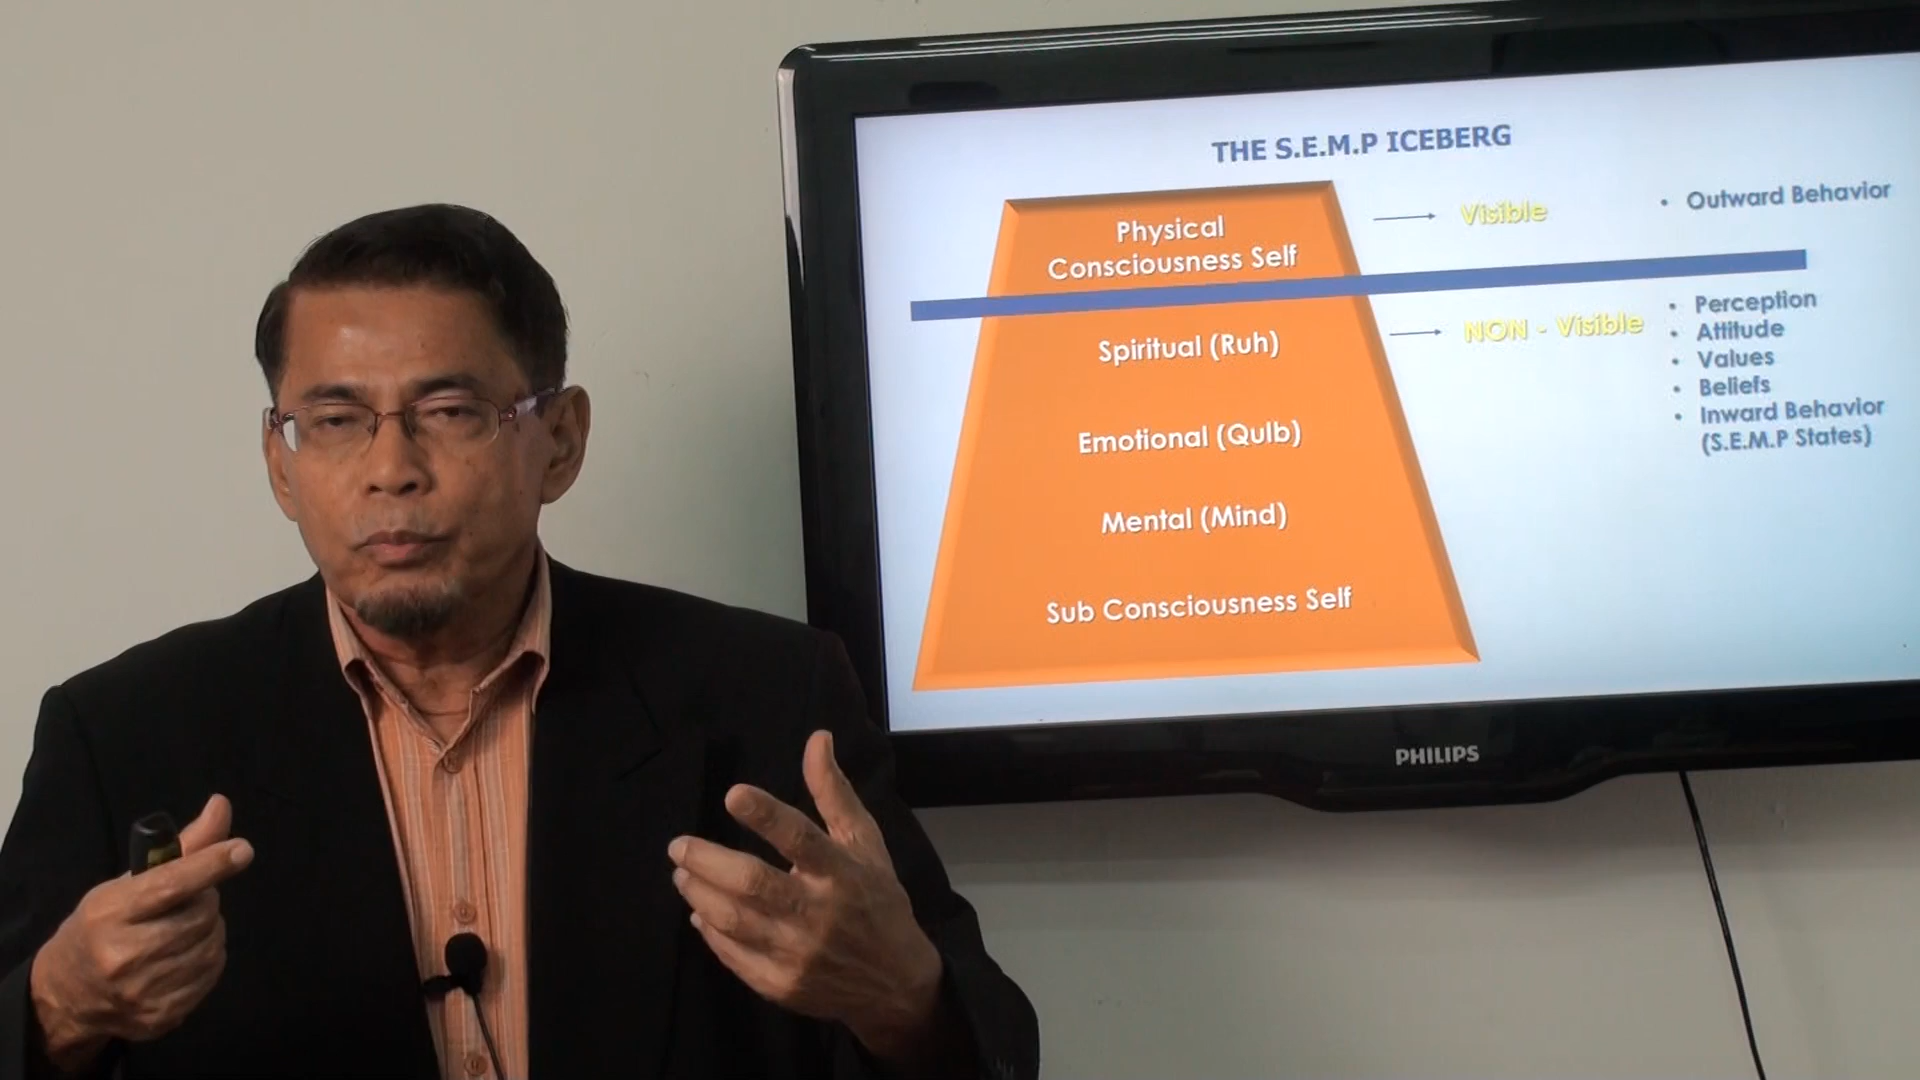 THE S.E.M.P ICEBERG
Physical
Consciousness Self
Visible
• Outward Behavior
Spiritual (Ruh)
Emotional (Qulb)
Mental (Mind)
Sub Consciousness Self
NON - Visible
• Perception
• Attitude
• Values
• Beliefs
• Inward Behavior
(S.E.M.P States)
PHILIPS